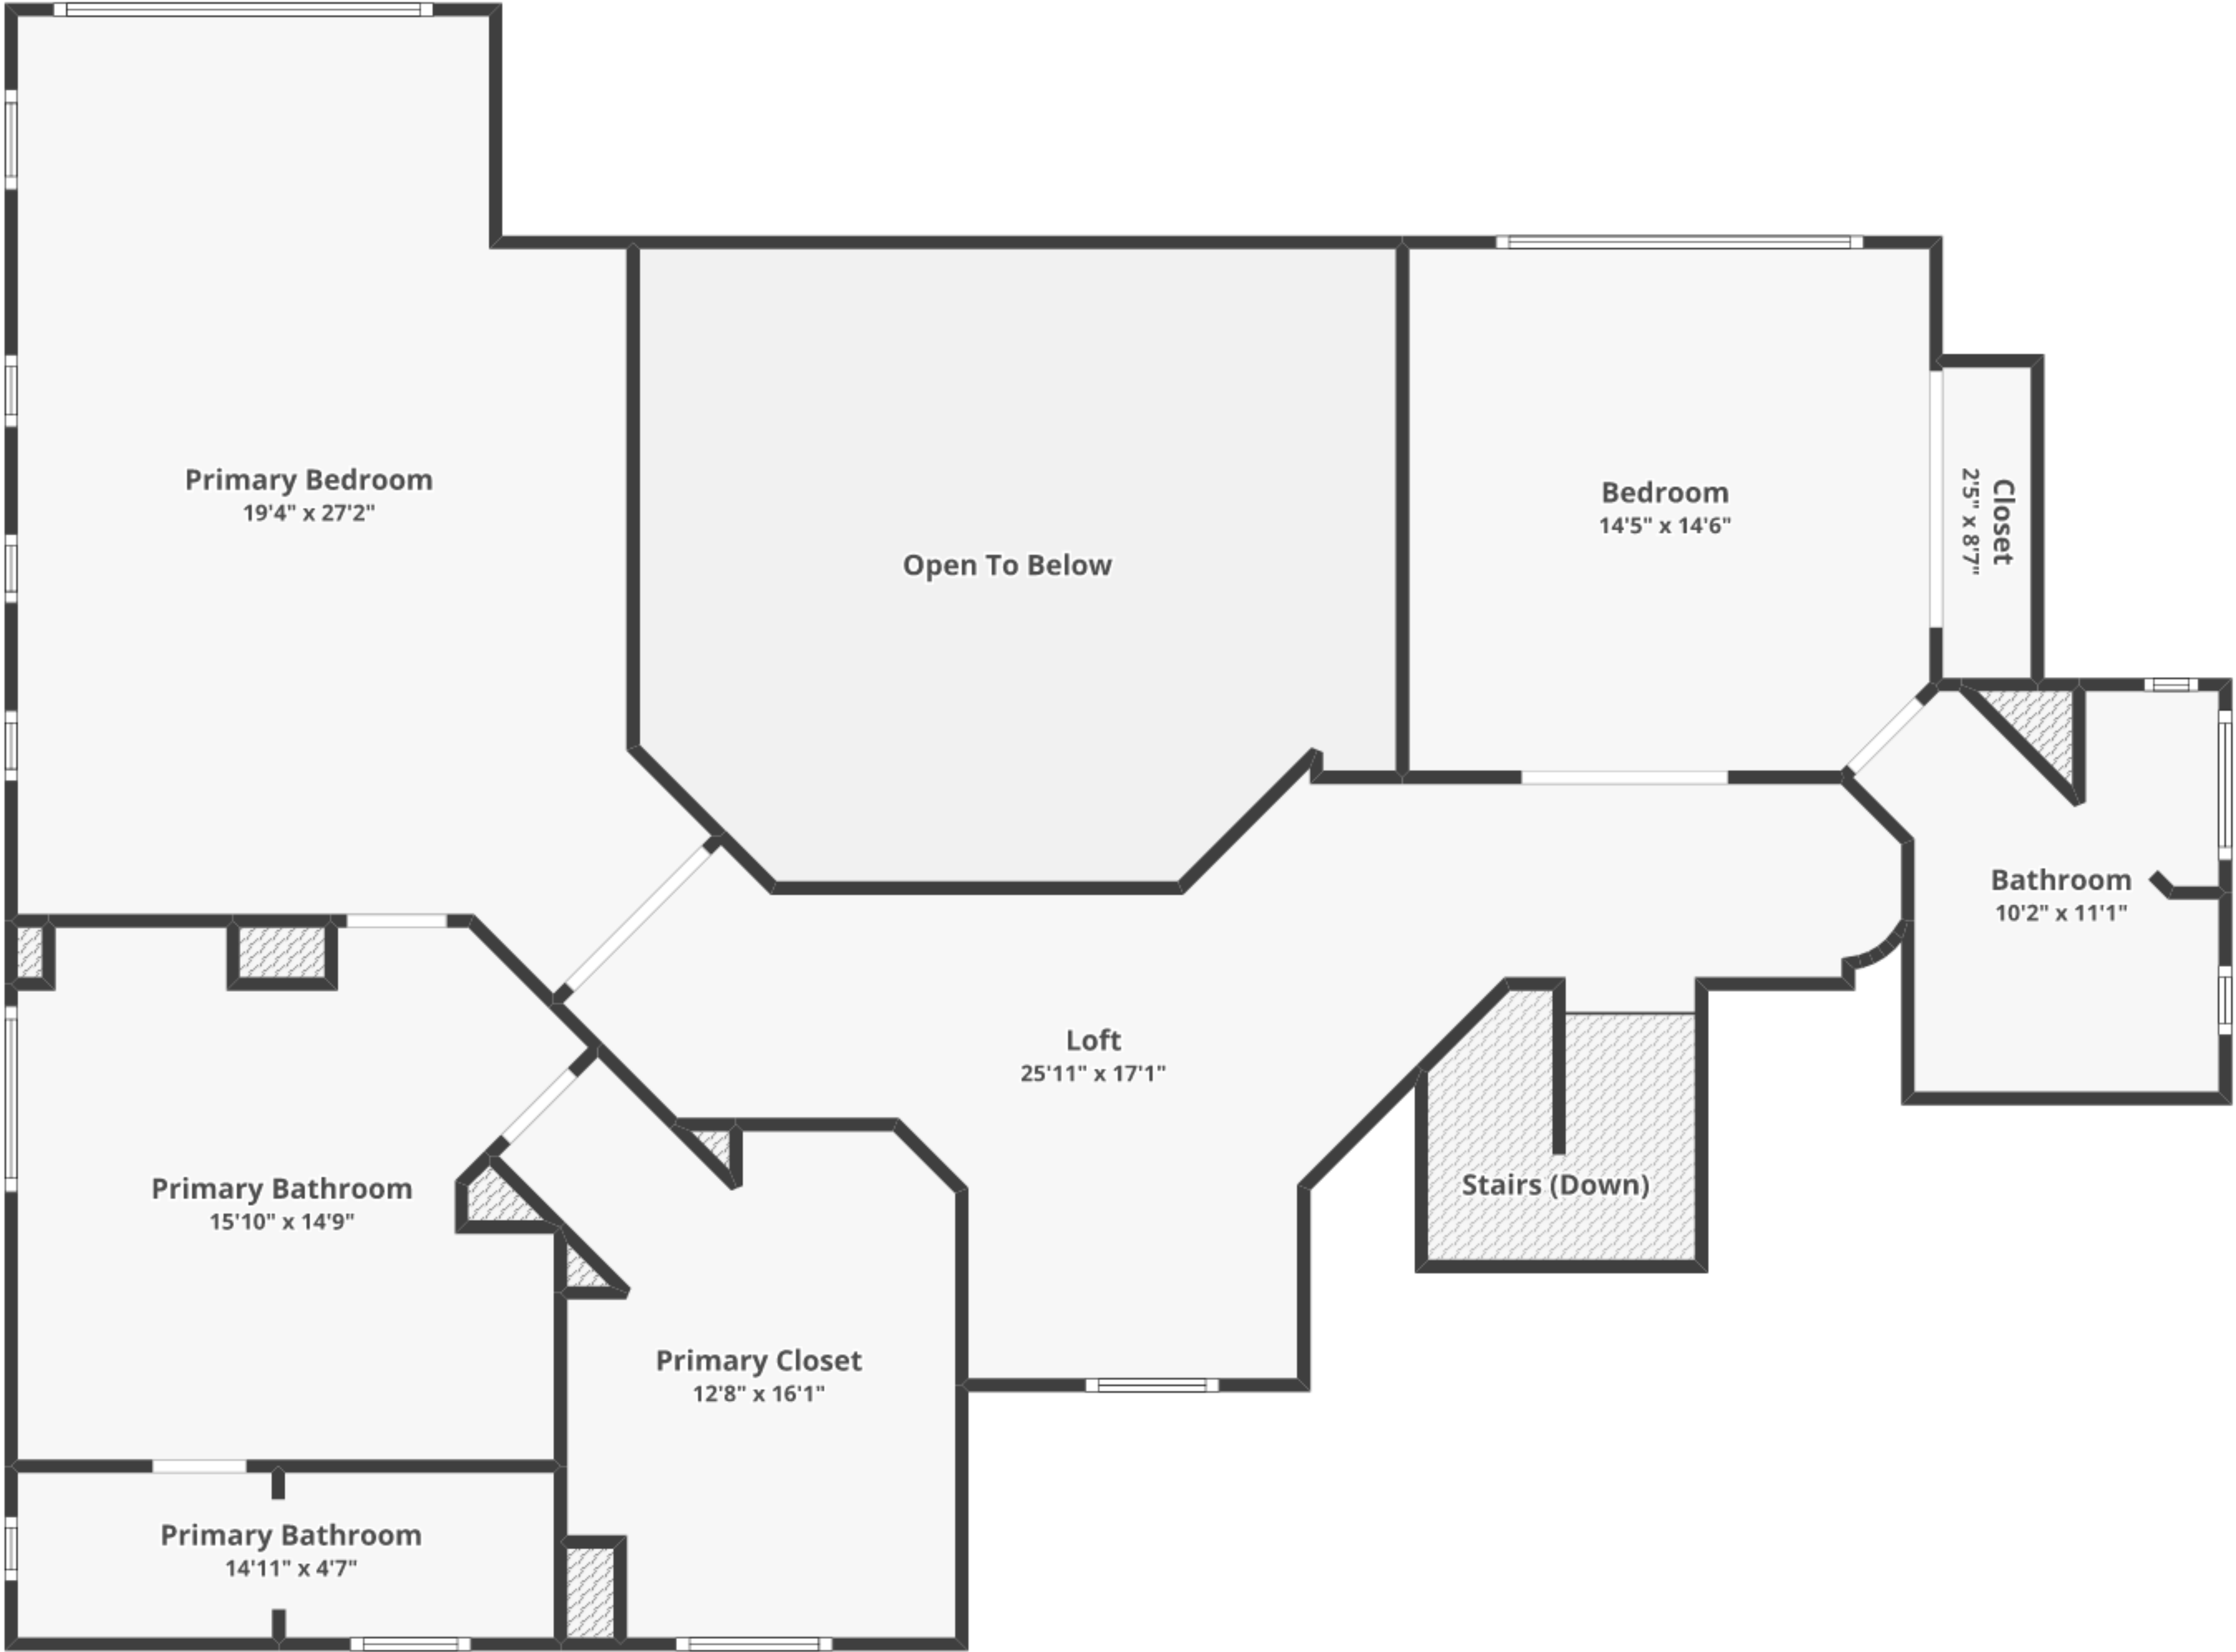 Primary Bedroom
19'4" x 27'2"
Open To Below
Bedroom
14'5" x 14'6"
Closet
2'5" x 8'7"
Bathroom
10'2" x 11'1"
Loft
25'11" x 17'1"
Stairs (Down)
Primary Bathroom
15'10" x 14'9"
Primary Closet
12'8" x 16'1"
Primary Bathroom
14'11" x 4'7"